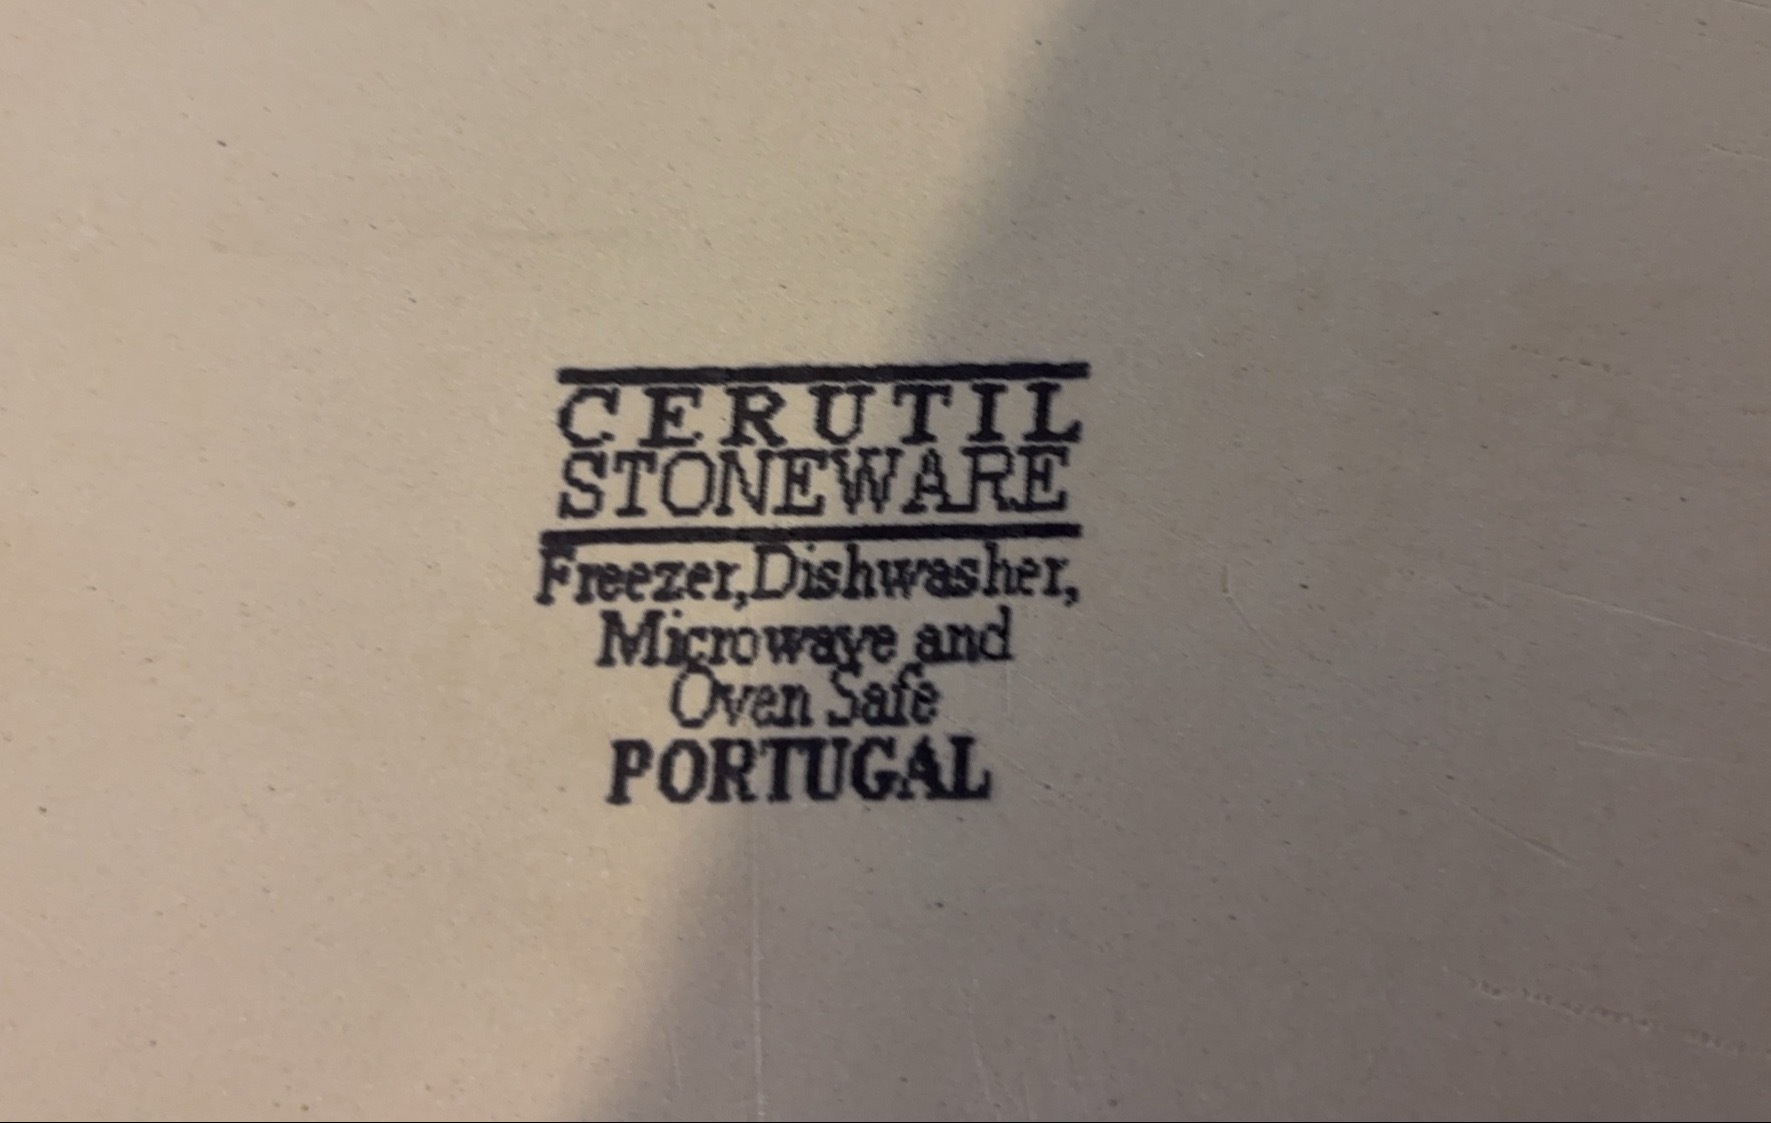 CERUTIL
STONEWARE
Freezer,Dishwasher,
Microwave and
Oven Safe
PORTUGAL